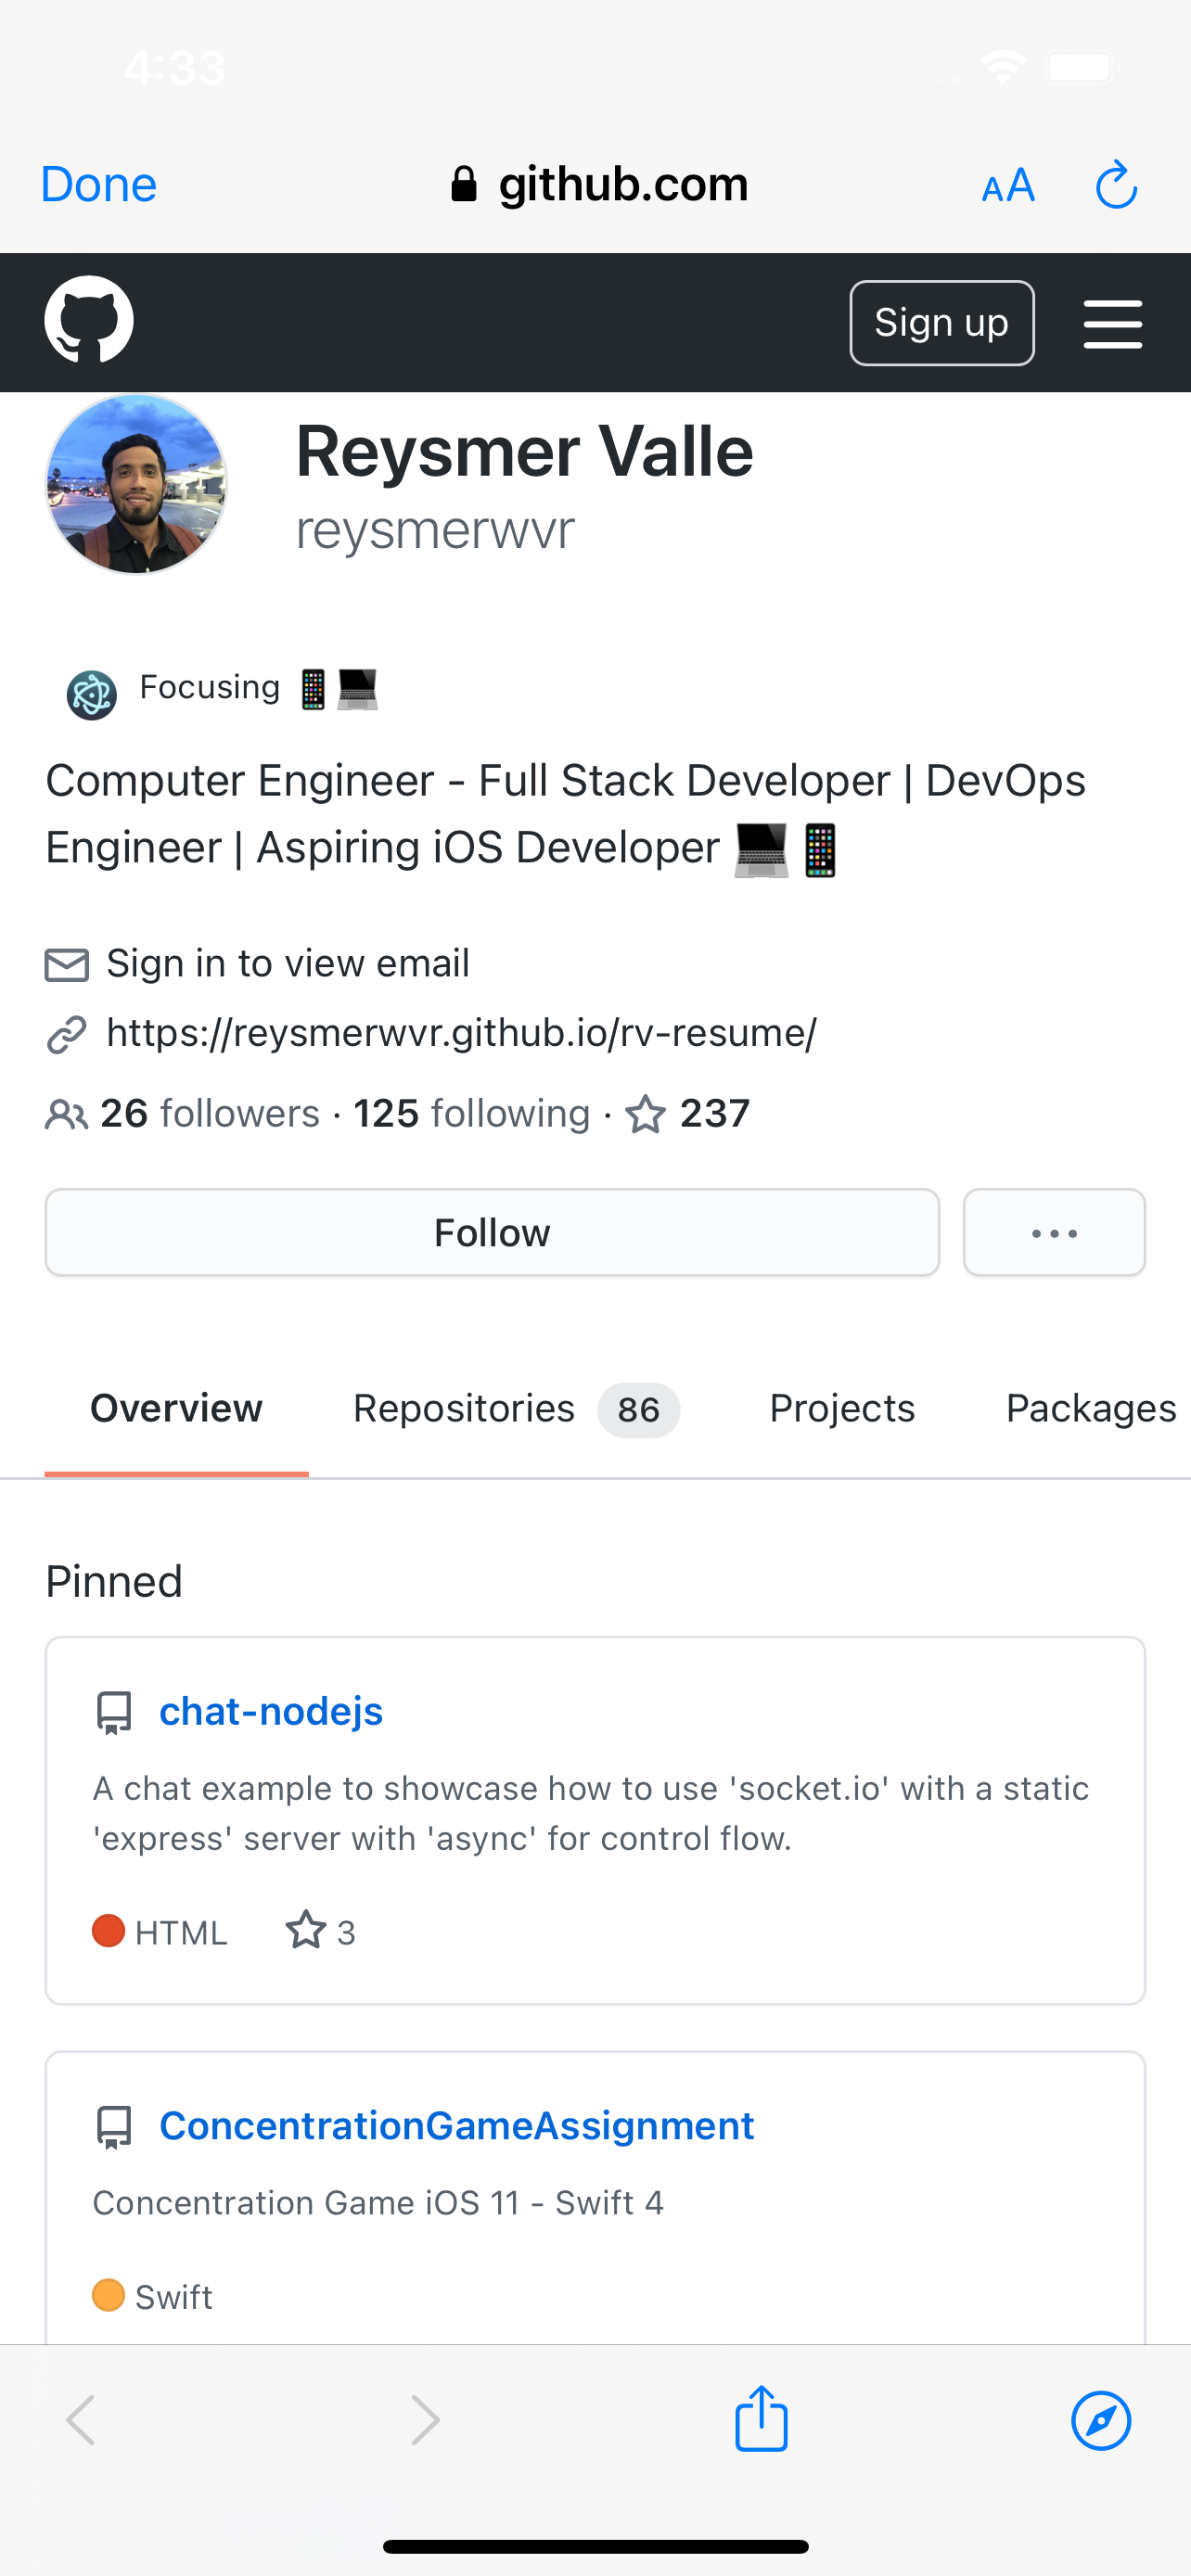 4:33
Done github.com AA
Sign up
Reysmer Valle
reysmerwvr
Focusing 📱💻
Computer Engineer - Full Stack Developer | DevOps
Engineer | Aspiring iOS Developer 💻📱
Sign in to view email
https://reysmerwvr.github.io/rv-resume/
26 followers · 125 following · 237
Follow ...
Overview Repositories 86 Projects Packages
Pinned
chat-nodejs
A chat example to showcase how to use 'socket.io' with a static
'express' server with 'async' for control flow.
HTML 3
ConcentrationGameAssignment
Concentration Game iOS 11 - Swift 4
Swift